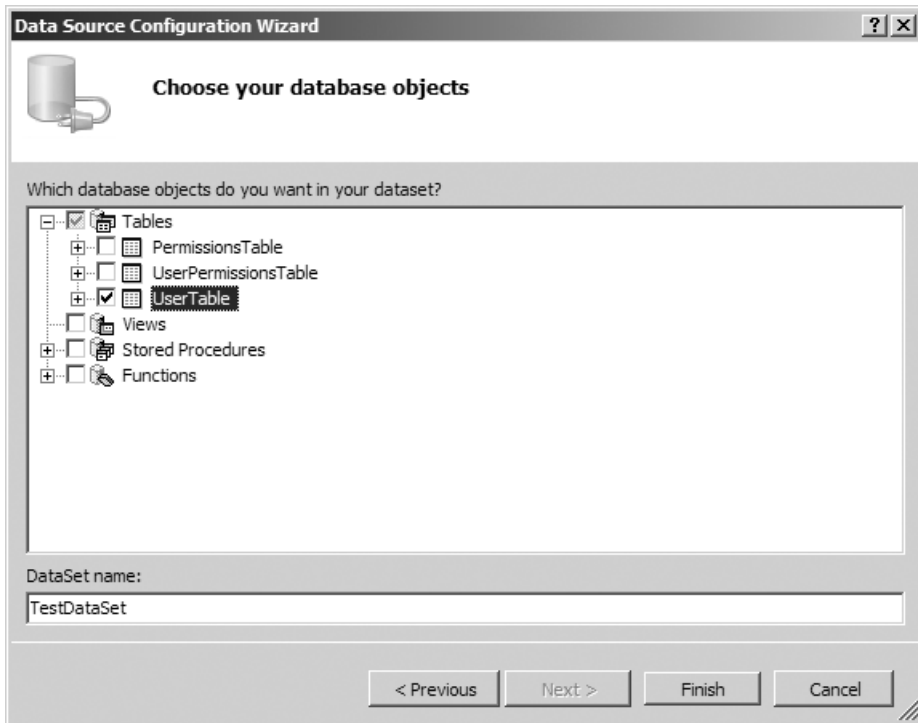 Data Source Configuration Wizard
Choose your database objects
Which database objects do you want in your dataset?
Tables
PermissionsTable
UserPermissionsTable
UserTable
Views
Stored Procedures
Functions
DataSet name:
TestDataSet
< Previous Next > Finish Cancel